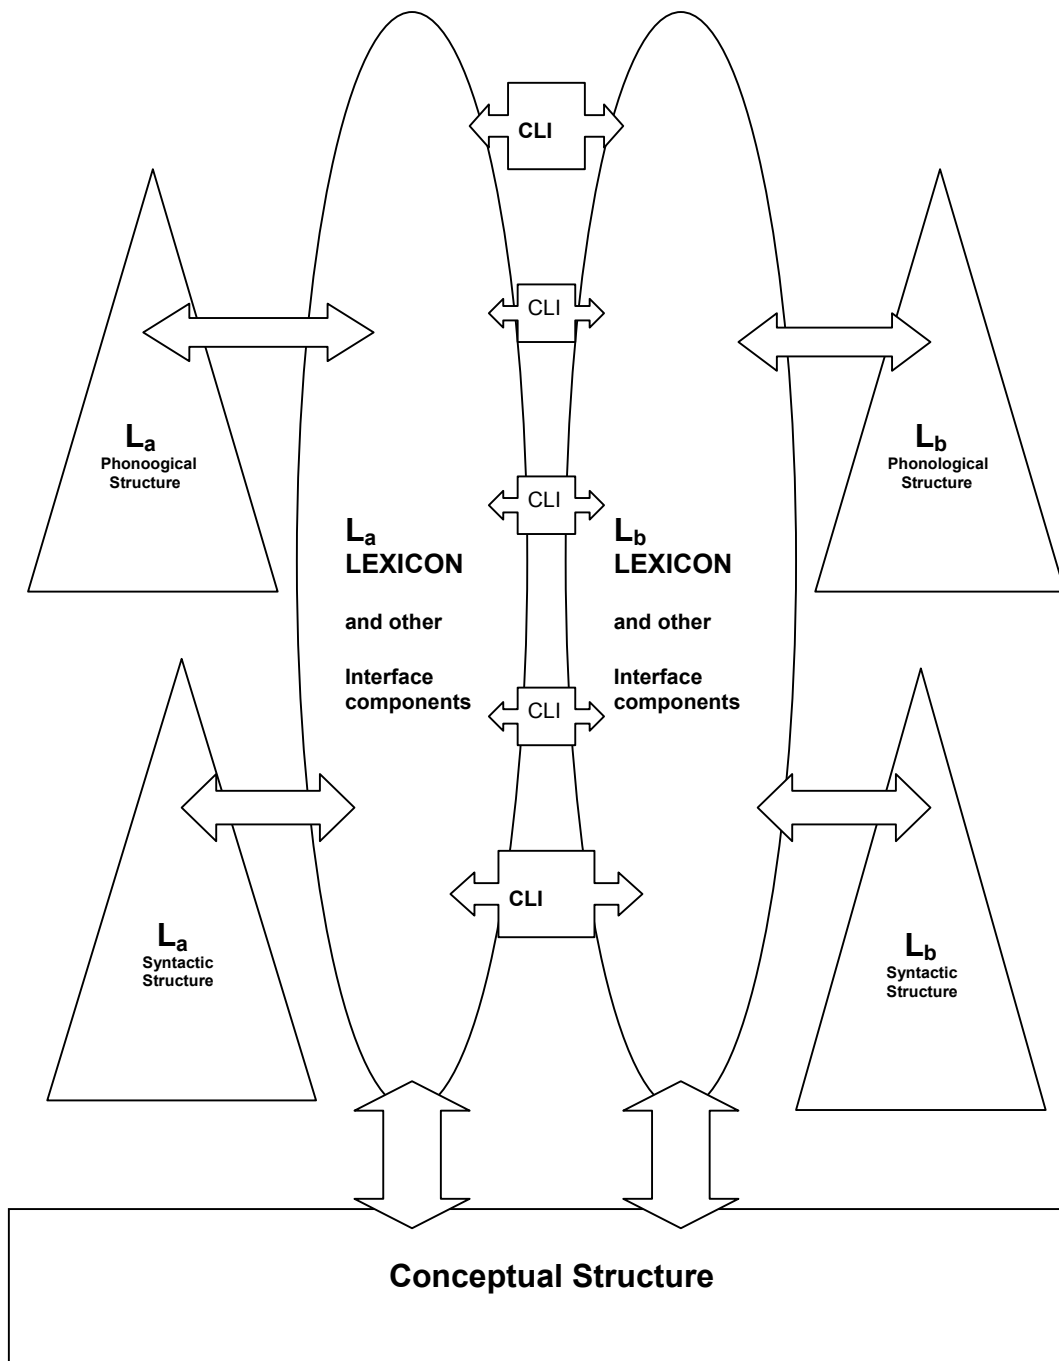 CLI
CLI
La
Phonoogical
Structure
Lb
Phonological
Structure
CLI
La
LEXICON
and other
Interface
components
Lb
LEXICON
and other
Interface
components
CLI
CLI
La
Syntactic
Structure
Lb
Syntactic
Structure
Conceptual Structure